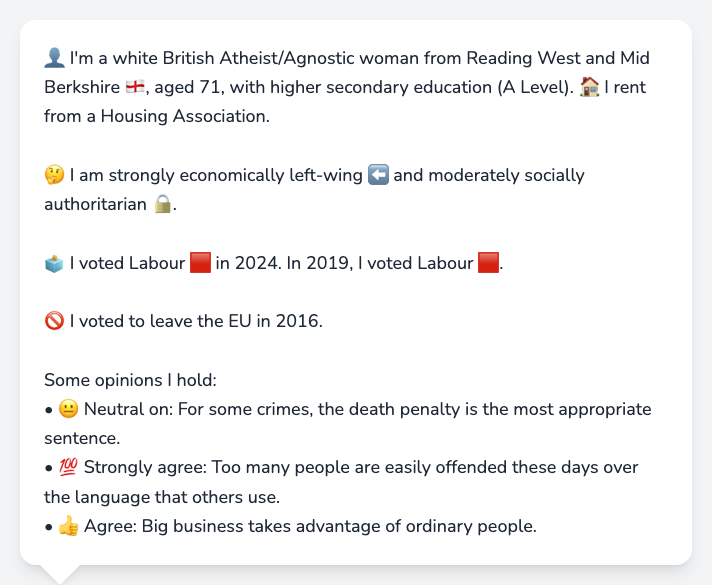 👤 I'm a white British Atheist/Agnostic woman from Reading West and Mid
Berkshire 🏴󠁧󠁢󠁥󠁮󠁧󠁿, aged 71, with higher secondary education (A Level). 🏠 I rent
from a Housing Association.
🤔 I am strongly economically left-wing ⬅️ and moderately socially
authoritarian 🔒.
🗳️ I voted Labour 🟥 in 2024. In 2019, I voted Labour 🟥.
🚫 I voted to leave the EU in 2016.
Some opinions I hold:
• 😐 Neutral on: For some crimes, the death penalty is the most appropriate
sentence.
• 💯 Strongly agree: Too many people are easily offended these days over
the language that others use.
• 👍 Agree: Big business takes advantage of ordinary people.